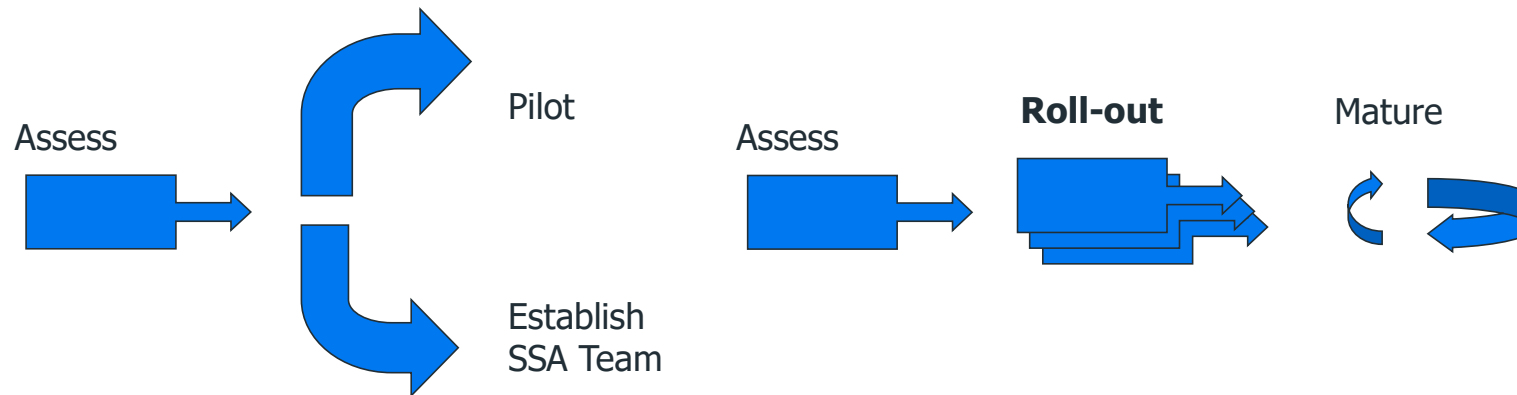 Assess
Pilot
Establish
SSA Team
Assess
Roll-out
Mature